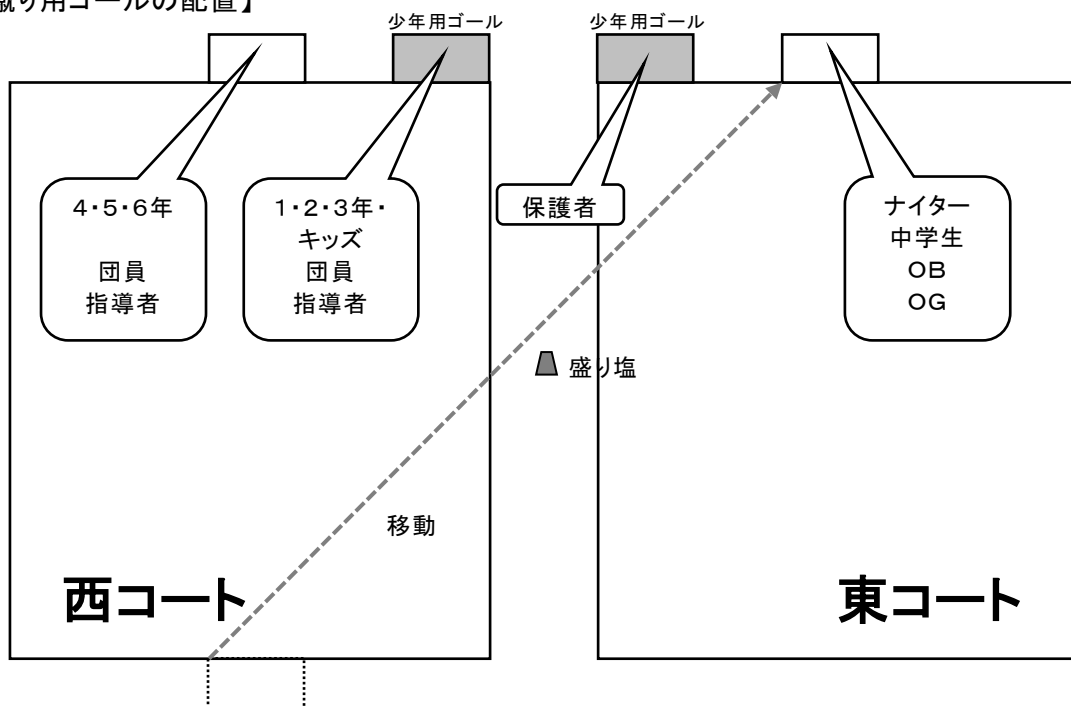 蹴り用ゴールの配置】
少年用ゴール
少年用ゴール
4・5・6年
団員
指導者
1・2・3年・
キッズ
団員
指導者
保護者
ナイター
中学生
OB
OG
盛り塩
移動
西コート
東コート